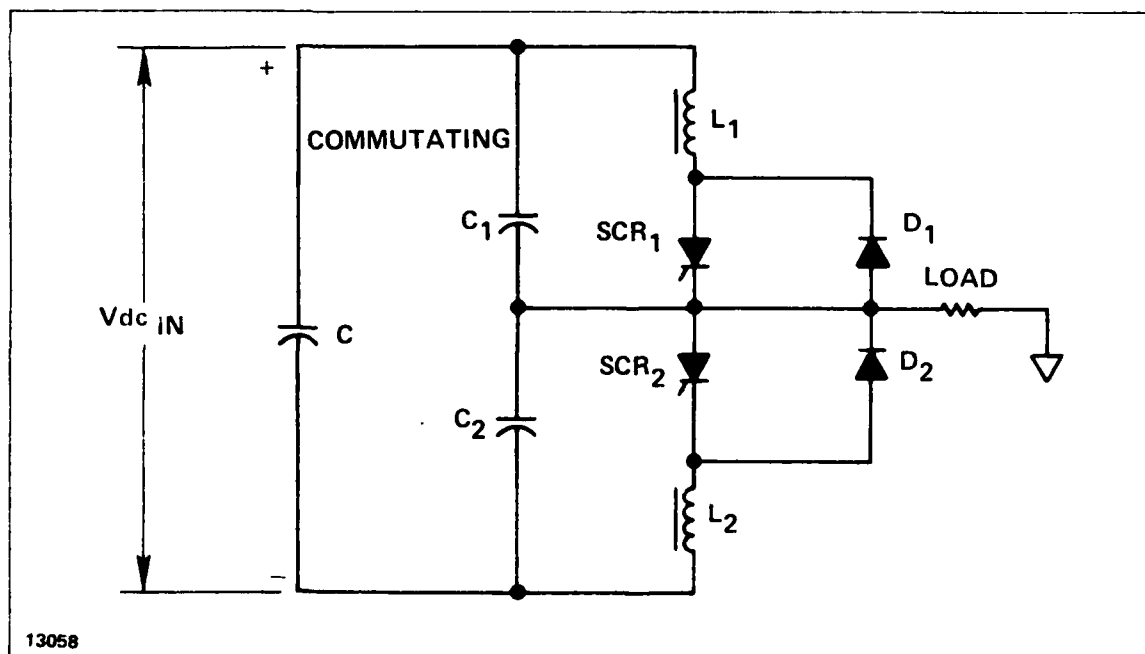 +
COMMUTATING
L1
C1
SCR1
D1
LOAD
Vdc IN
C
SCR2
D2
C2
L2
−
13058